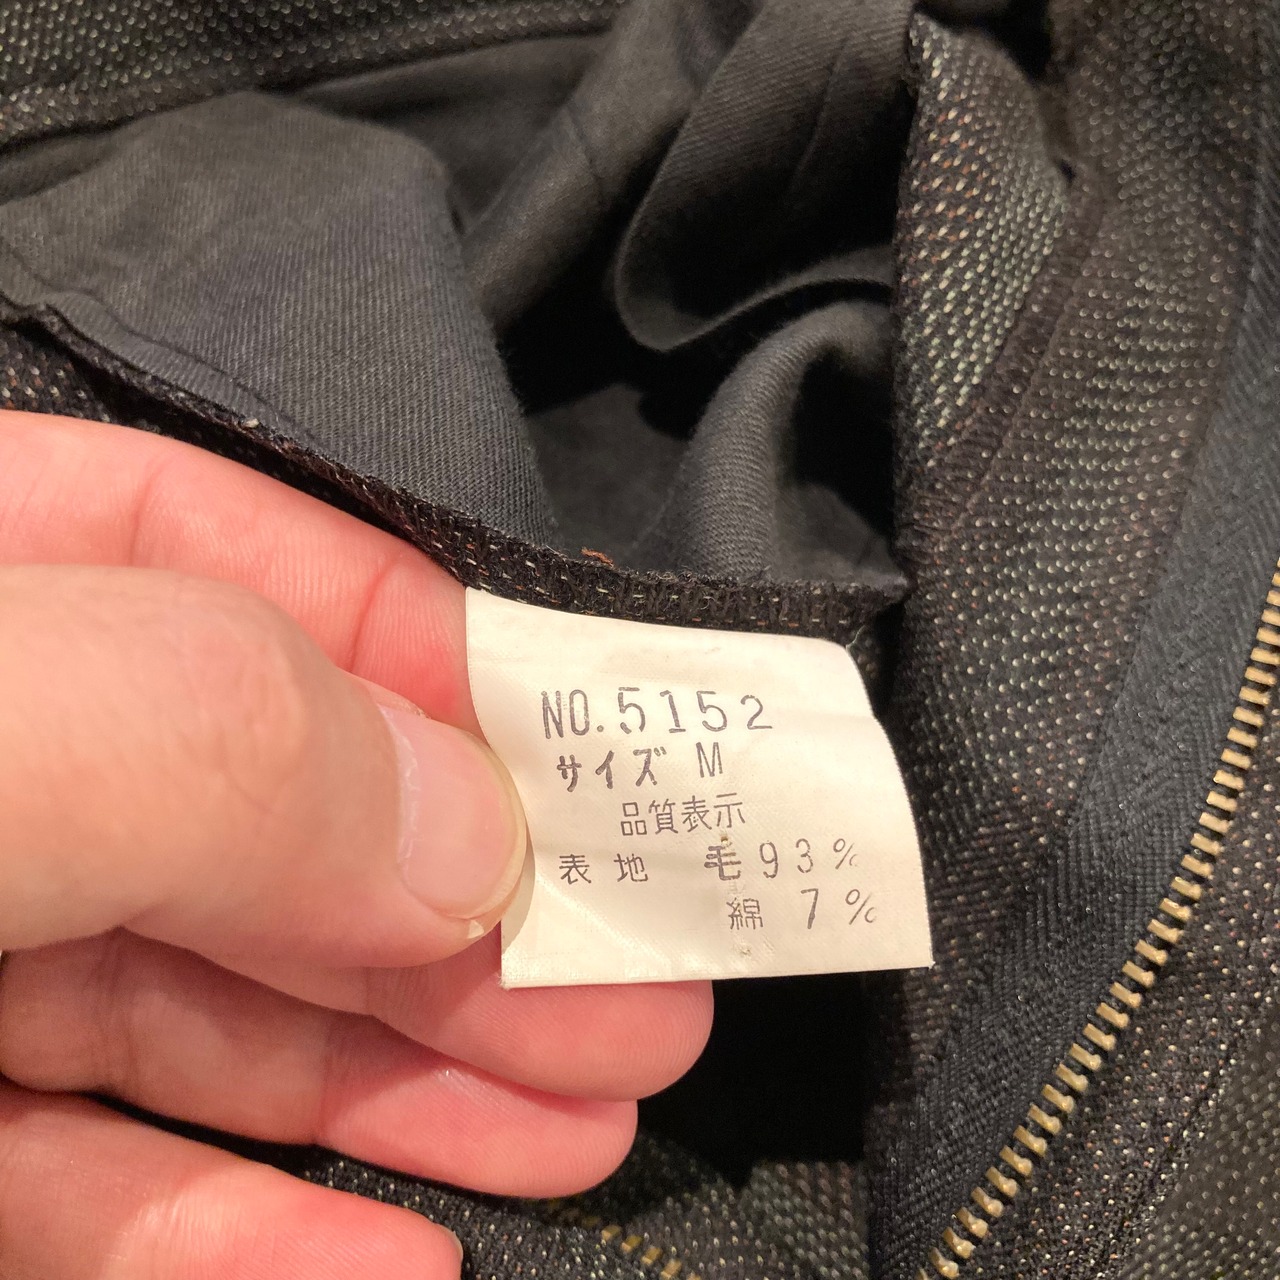 NO.5152
サイズ M
品質表示
表地 毛93%
綿 7%